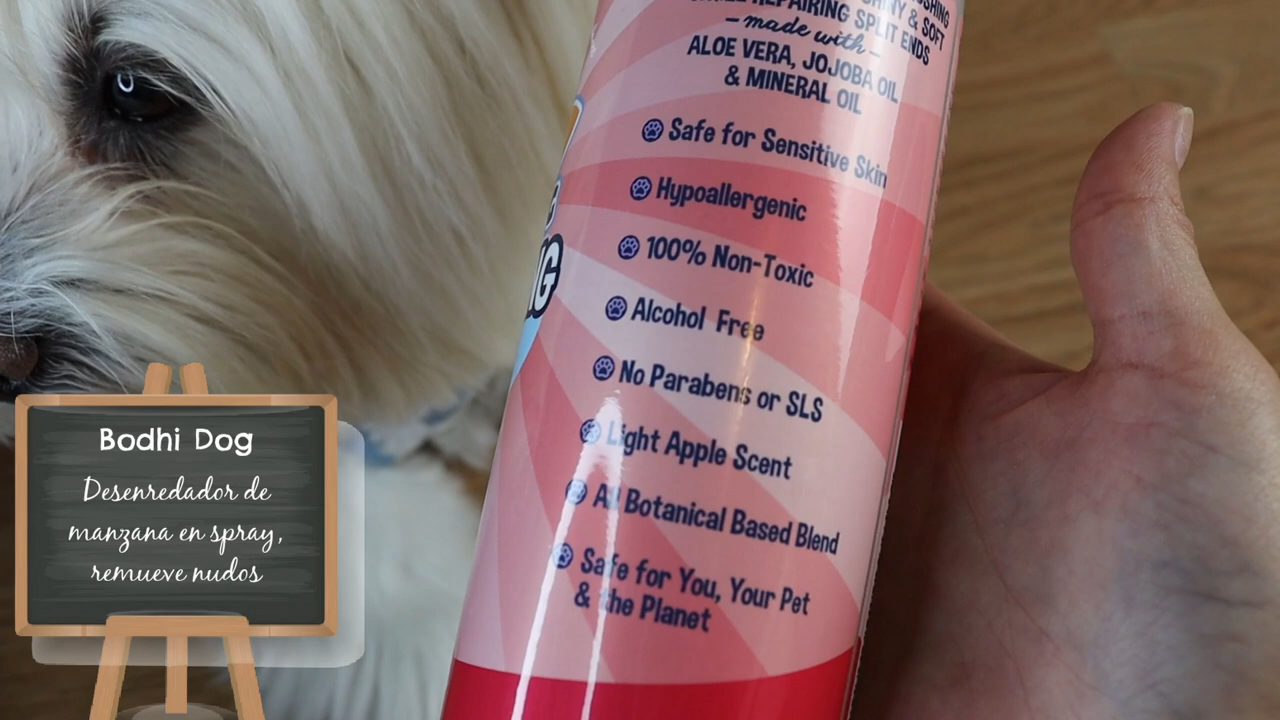 SHINY & SOFT
REPAIRING SPLIT ENDS
– made with –
ALOE VERA, JOJOBA OIL
& MINERAL OIL
Safe for Sensitive Skin
Hypoallergenic
100% Non-Toxic
Alcohol Free
No Parabens or SLS
Light Apple Scent
All Botanical Based Blend
Safe for You, Your Pet
& the Planet
Bodhi Dog
Desenredador de
manzana en spray,
remueve nudos